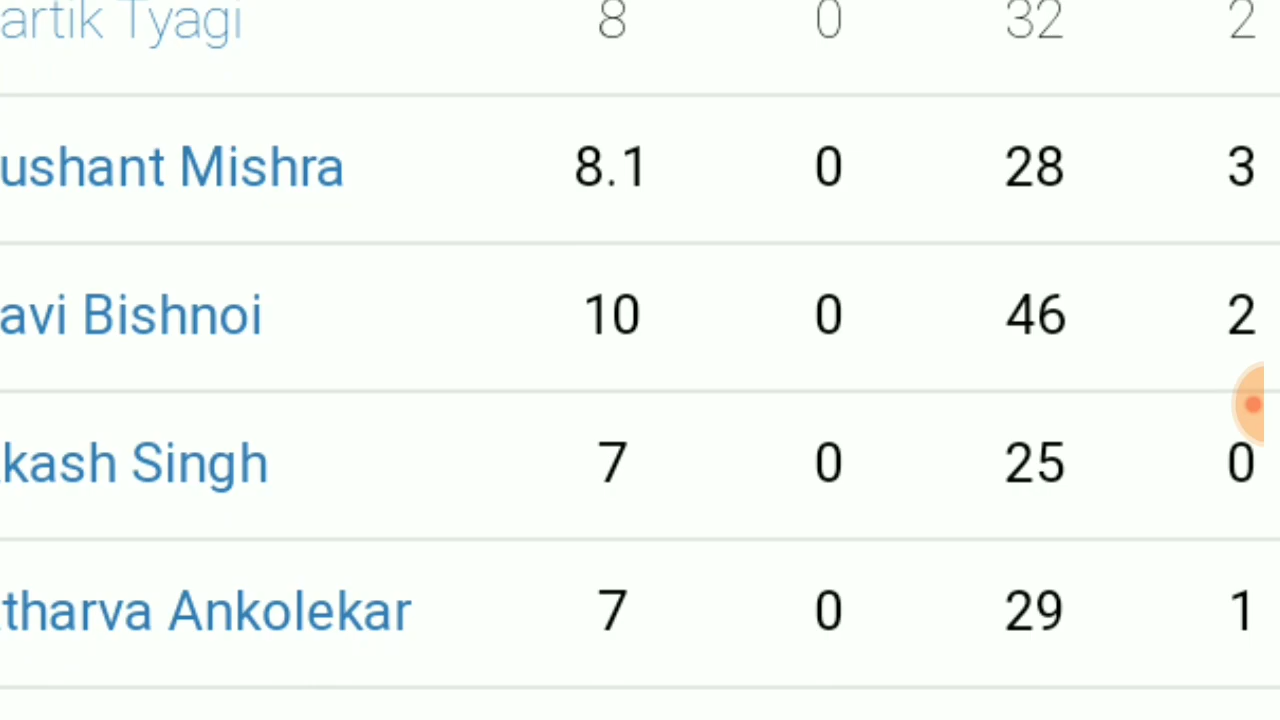 artik Tyagi 8 0 32 2
ushant Mishra 8.1 0 28 3
avi Bishnoi 10 0 46 2
kash Singh 7 0 25 0
tharva Ankolekar 7 0 29 1